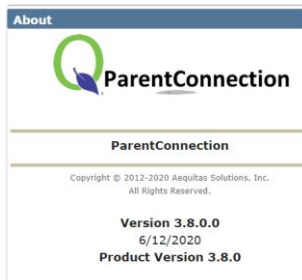 About
ParentConnection
ParentConnection
Copyright © 2012-2020 Aequitas Solutions, Inc.
All Rights Reserved.
Version 3.8.0.0
6/12/2020
Product Version 3.8.0